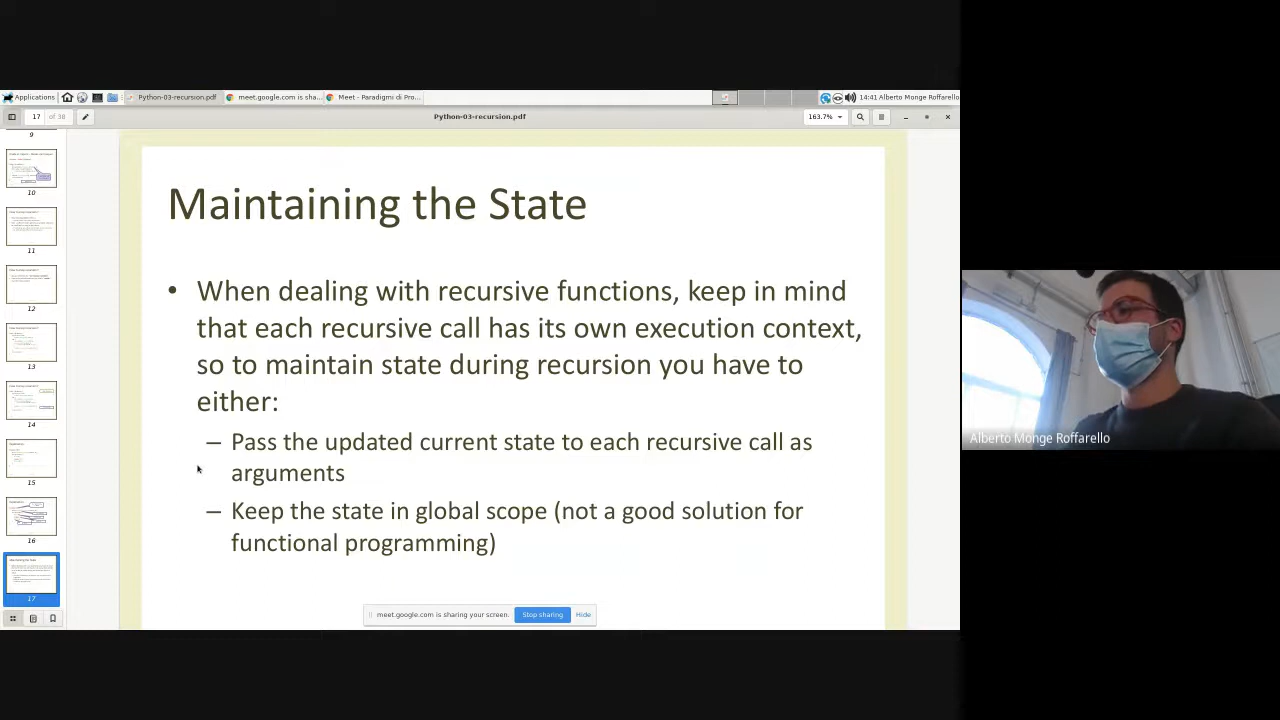 Applications
Python-03-recursion.pdf
meet.google.com is sha...
Meet - Paradigmi di Pro...
14:41 Alberto Monge Roffarello
17 of 38
Python-03-recursion.pdf
163.7%
9
10
11
12
13
14
15
16
17
Maintaining the State
• When dealing with recursive functions, keep in mind
that each recursive call has its own execution context,
so to maintain state during recursion you have to
either:
– Pass the updated current state to each recursive call as
arguments
– Keep the state in global scope (not a good solution for
functional programming)
meet.google.com is sharing your screen. Stop sharing Hide
Alberto Monge Roffarello